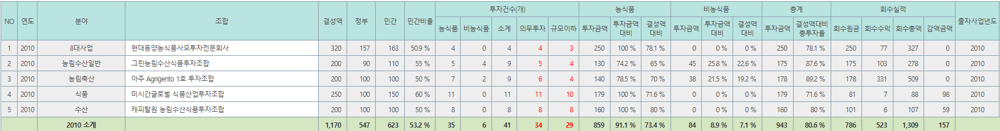 NO 연도 분야 조합 결성액 정부 민간 민간비율 투자건수(개) 농식품 비농식품 총계 회수실적 출자사업년도
농식품 비농식품 소계 의무투자 규모이하 투자금액 투자금액 대비 결성액 대비 투자금액 투자금액 대비 결성액 대비 투자금액 결성액대비 총투자율 회수원금 회수수익 회수총액 감액금액
1 2010 8대사업 현대동양농식품사모투자전문회사 320 157 163 50.9 % 4 0 4 4 3 250 100 % 78.1 % 0 0 % 0 % 250 78.1 % 250 77 327 0 2010
2 2010 농림수산일반 그린농림수산식품투자조합 200 90 110 55 % 5 4 9 5 4 130 74.2 % 65 % 45 25.8 % 22.6 % 175 87.6 % 175 103 278 0 2010
3 2010 농림축산 아주 Agrigento 1호 투자조합 200 100 100 50 % 7 2 9 6 4 140 78.5 % 70 % 38 21.5 % 19.2 % 178 89.2 % 178 331 509 0 2010
4 2010 식품 미시간글로벌 식품산업투자조합 250 100 150 60 % 11 0 11 11 10 179 100 % 71.6 % 0 0 % 0 % 179 71.6 % 81 7 88 98 2010
5 2010 수산 캐피탈원 농림수산식품투자조합 200 100 100 50 % 8 0 8 8 8 160 100 % 80 % 0 0 % 0 % 160 80 % 101 6 107 59 2010
2010 소계 1,170 547 623 53.2 % 35 6 41 34 29 859 91.1 % 73.4 % 84 8.9 % 7.1 % 943 80.6 % 786 523 1,309 157